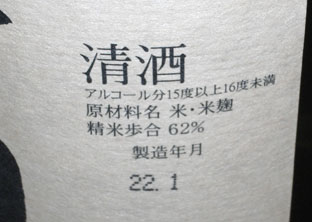 清酒
アルコール分15度以上16度未満
原材料名 米・米麹
精米歩合 62%
製造年月
22. 1